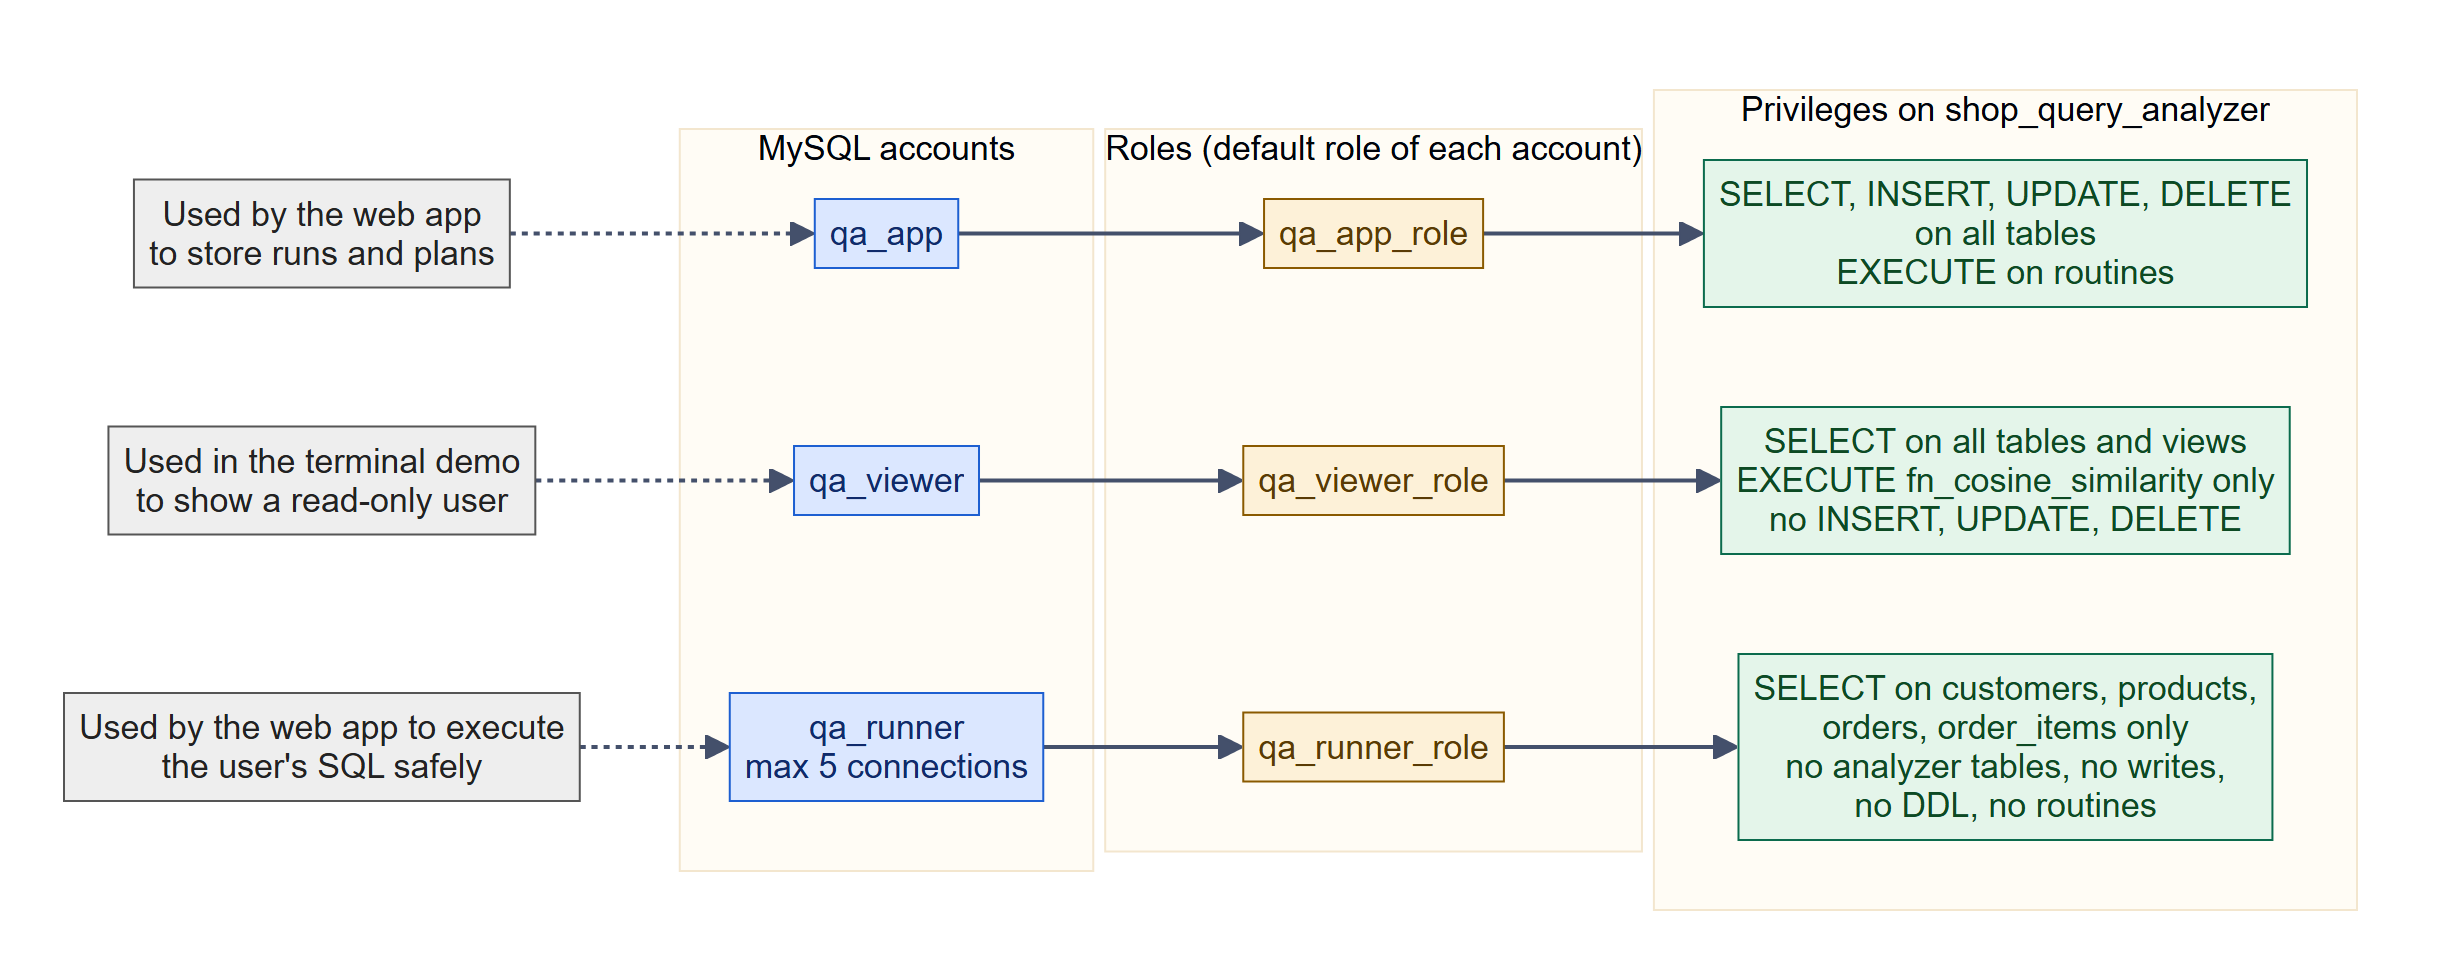 Privileges on shop_query_analyzer
MySQL accounts
Roles (default role of each account)
Used by the web app
to store runs and plans
qa_app
qa_app_role
SELECT, INSERT, UPDATE, DELETE
on all tables
EXECUTE on routines
Used in the terminal demo
to show a read-only user
qa_viewer
qa_viewer_role
SELECT on all tables and views
EXECUTE fn_cosine_similarity only
no INSERT, UPDATE, DELETE
Used by the web app to execute
the user's SQL safely
qa_runner
max 5 connections
qa_runner_role
SELECT on customers, products,
orders, order_items only
no analyzer tables, no writes,
no DDL, no routines